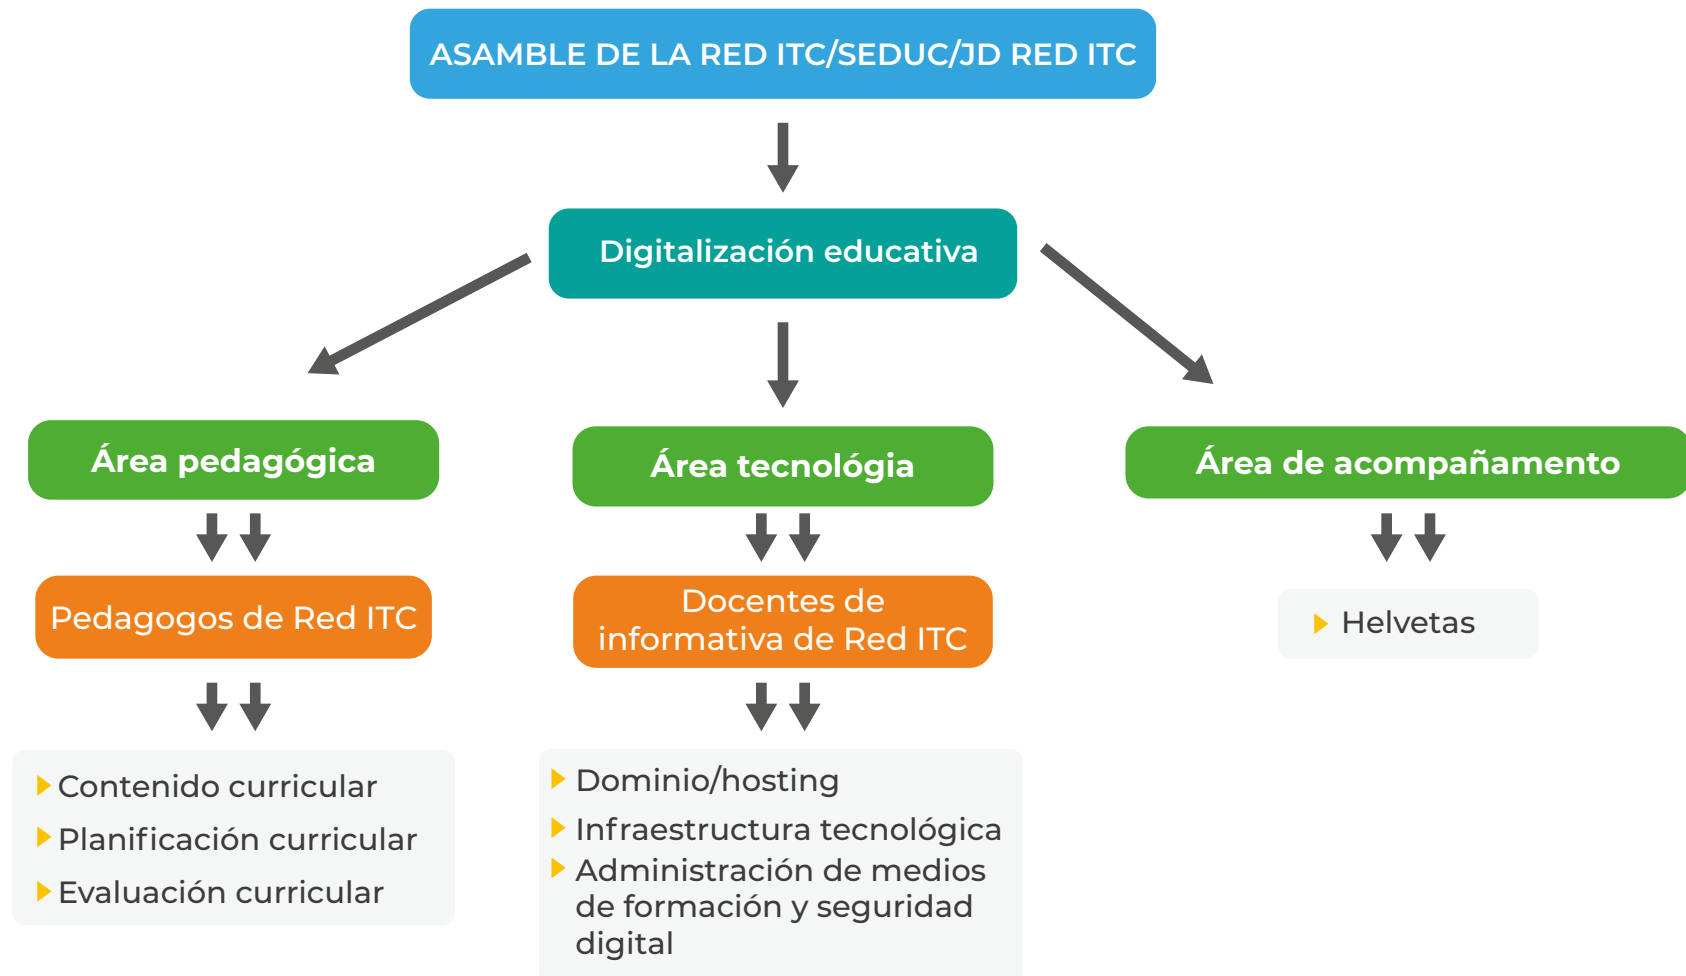 ASAMBLE DE LA RED ITC/SEDUC/JD RED ITC
Digitalización educativa
Área pedagógica
Área tecnológia
Área de acompañamento
Pedagogos de Red ITC
Docentes de
informativa de Red ITC
Helvetas
Contenido curricular
Planificación curricular
Evaluación curricular
Dominio/hosting
Infraestructura tecnológica
Administración de medios
de formación y seguridad
digital